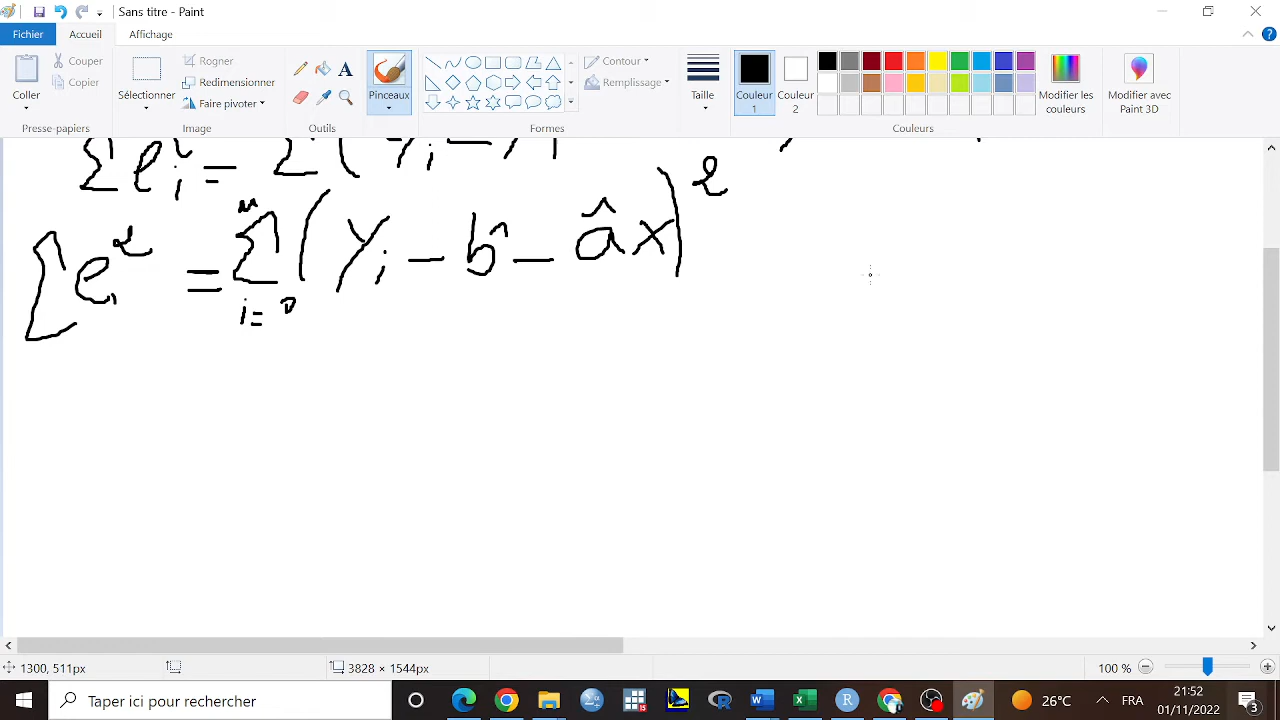 Sans titre - Paint
Fichier Accueil Affichage
Coller
Couper
Copier
Presse-papiers
Sélectionner
Rogner
Redimensionner
Faire pivoter
Image
A
Outils
Pinceaux
Contour
Remplissage
Formes
Taille
Couleur 1
Couleur 2
Modifier les couleurs
Modifier avec Paint 3D
Couleurs
Σ e i =
Σe² = Σ (yi - b̂ - âx)²
i=
1300, 511px
3828 × 1544px
100 %
Taper ici pour rechercher
26°C
FRA
21:52
01/11/2022
3